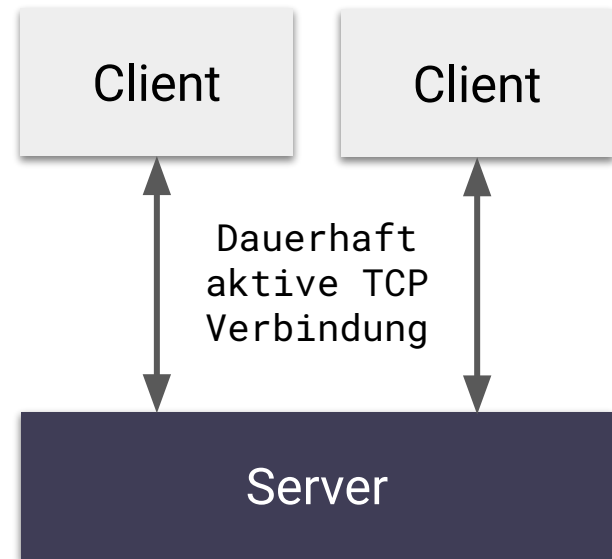 Client
Client
Dauerhaft
aktive TCP
Verbindung
Server